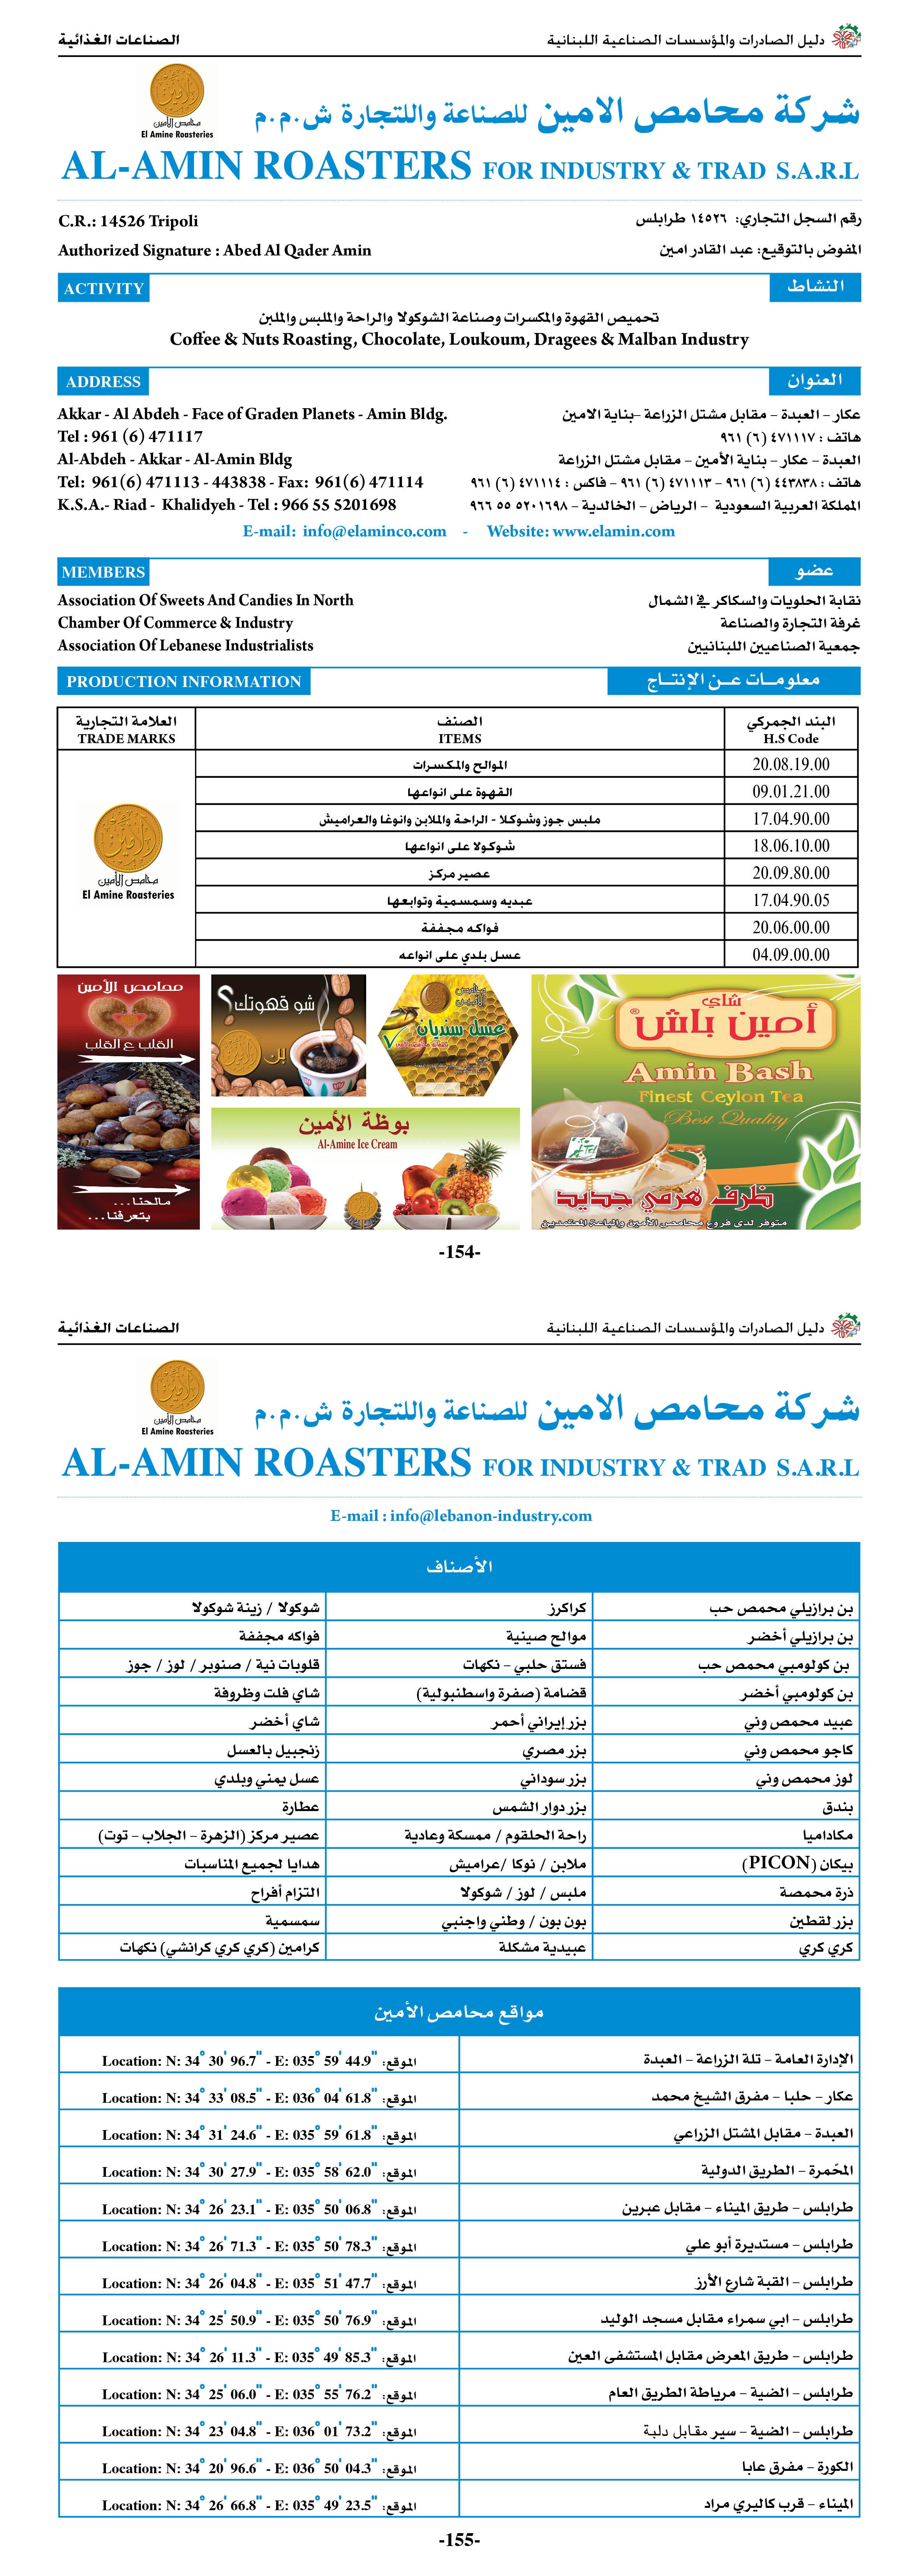 دليل الصادرات والمؤسسات الصناعية اللبنانية
الصناعات الغذائية
محامص الأمين
El Amine Roasteries
شركة محامص الامين للصناعة واللتجارة ش.م.م
AL-AMIN ROASTERS FOR INDUSTRY & TRAD S.A.R.L
C.R.: 14526 Tripoli
رقم السجل التجاري: ١٤٥٢٦ طرابلس
Authorized Signature : Abed Al Qader Amin
المفوض بالتوقيع: عبد القادر امين
ACTIVITY
النشاط
تحميص القهوة والمكسرات وصناعة الشوكولا والراحة والملبس والملبن
Coffee & Nuts Roasting, Chocolate, Loukoum, Dragees & Malban Industry
ADDRESS
العنوان
Akkar - Al Abdeh - Face of Graden Planets - Amin Bldg.
عكار – العبدة – مقابل مشتل الزراعة –بناية الامين
Tel : 961 (6) 471117
هاتف : ٤٧١١١٧ (٦) ٩٦١
Al-Abdeh - Akkar - Al-Amin Bldg
العبدة – عكار – بناية الأمين – مقابل مشتل الزراعة
Tel: 961(6) 471113 - 443838 - Fax: 961(6) 471114
هاتف : ٤٤٣٨٣٨ (٦) ٩٦١ – ٤٧١١١٣ (٦) ٩٦١ – فاكس : ٤٧١١١٤ (٦) ٩٦١
K.S.A.- Riad - Khalidyeh - Tel : 966 55 5201698
المملكة العربية السعودية – الرياض – الخالدية – ٥٢٠١٦٩٨ ٥٥ ٩٦٦
E-mail: info@elaminco.com - Website: www.elamin.com
MEMBERS
عضو
Association Of Sweets And Candies In North
نقابة الحلويات والسكاكر في الشمال
Chamber Of Commerce & Industry
غرفة التجارة والصناعة
Association Of Lebanese Industrialists
جمعية الصناعيين اللبنانيين
PRODUCTION INFORMATION
معلومــات عــن الإنتــاج
العلامة التجارية الصنف البند الجمركي
TRADE MARKS ITEMS H.S Code
الموالح والمكسرات 20.08.19.00
القهوة على انواعها 09.01.21.00
ملبس جوز وشوكلا - الراحة والملابن وانوغا والعراميش 17.04.90.00
شوكولا على انواعها 18.06.10.00
عصير مركز 20.09.80.00
عبديه وسمسمية وتوابعها 17.04.90.05
فواكه مجففة 20.06.00.00
عسل بلدي على انواعه 04.09.00.00
محامص الأمين
El Amine Roasteries
محامص الأمين
القلب ع القلب
مالحنا...
بتعرفنا...
شو قهوتك؟
بن
محامص الأمين
عسل سنديان
بوظة الأمين
Al-Amine Ice Cream
شاي
أمين باش
Amin Bash
Finest Ceylon Tea
Best Quality
ظرف هرمي جديد
متوفر لدى فروع محامص الأمين والباعة المعتمدين
-154-
دليل الصادرات والمؤسسات الصناعية اللبنانية
الصناعات الغذائية
محامص الأمين
El Amine Roasteries
شركة محامص الامين للصناعة واللتجارة ش.م.م
AL-AMIN ROASTERS FOR INDUSTRY & TRAD S.A.R.L
E-mail : info@lebanon-industry.com
الأصناف
بن برازيلي محمص حب كراكرز شوكولا / زينة شوكولا
بن برازيلي أخضر موالح صينية فواكه مجففة
بن كولومبي محمص حب فستق حلبي – نكهات قلوبات نية / صنوبر / لوز / جوز
بن كولومبي أخضر قضامة (صفرة واسطنبولية) شاي فلت وظروفة
عبيد محمص وني بزر إيراني أحمر شاي أخضر
كاجو محمص وني بزر مصري زنجبيل بالعسل
لوز محمص وني بزر سوداني عسل يمني وبلدي
بندق بزر دوار الشمس عطارة
مكاداميا راحة الحلقوم / ممسكة وعادية عصير مركز (الزهرة – الجلاب – توت)
بيكان (PICON) ملابن / نوكا /عراميش هدايا لجميع المناسبات
ذرة محمصة ملبس / لوز / شوكولا التزام أفراح
بزر لقطين بون بون / وطني واجنبي سمسمية
كري كري عبيدية مشكلة كرامين (كري كري كرانشي) نكهات
مواقع محامص الأمين
الإدارة العامة – تلة الزراعة – العبدة الموقع: Location: N: 34° 30' 96.7" - E: 035° 59' 44.9"
عكار – حلبا – مفرق الشيخ محمد الموقع: Location: N: 34° 33' 08.5" - E: 036° 04' 61.8"
العبدة – مقابل المشتل الزراعي الموقع: Location: N: 34° 31' 24.6" - E: 035° 59' 61.8"
المحّمرة – الطريق الدولية الموقع: Location: N: 34° 30' 27.9" - E: 035° 58' 62.0"
طرابلس – طريق الميناء – مقابل عبرين الموقع: Location: N: 34° 26' 23.1" - E: 035° 50' 06.8"
طرابلس – مستديرة أبو علي الموقع: Location: N: 34° 26' 71.3" - E: 035° 50' 78.3"
طرابلس – القبة شارع الأرز الموقع: Location: N: 34° 26' 04.8" - E: 035° 51' 47.7"
طرابلس – ابي سمراء مقابل مسجد الوليد الموقع: Location: N: 34° 25' 50.9" - E: 035° 50' 76.9"
طرابلس – طريق المعرض مقابل المستشفى العين الموقع: Location: N: 34° 26' 11.3" - E: 035° 49' 85.3"
طرابلس – الضية – مرياطة الطريق العام الموقع: Location: N: 34° 25' 06.0" - E: 035° 55' 76.2"
طرابلس – الضية – سير مقابل دلبة الموقع: Location: N: 34° 23' 04.8" - E: 036° 01' 73.2"
الكورة – مفرق عابا الموقع: Location: N: 34° 20' 96.6" - E: 036° 50' 04.3"
الميناء – قرب كاليري مراد الموقع: Location: N: 34° 26' 66.8" - E: 035° 49' 23.5"
-155-